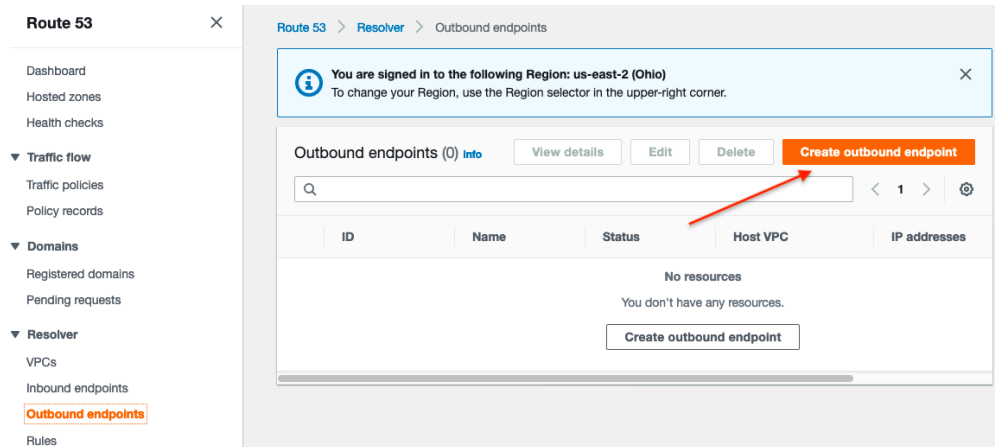 Route 53
Dashboard
Hosted zones
Health checks
Traffic flow
Traffic policies
Policy records
Domains
Registered domains
Pending requests
Resolver
VPCs
Inbound endpoints
Outbound endpoints
Rules
Route 53 > Resolver > Outbound endpoints
You are signed in to the following Region: us-east-2 (Ohio)
To change your Region, use the Region selector in the upper-right corner.
Outbound endpoints (0) Info View details Edit Delete Create outbound endpoint
< 1 >
ID Name Status Host VPC IP addresses
No resources
You don't have any resources.
Create outbound endpoint